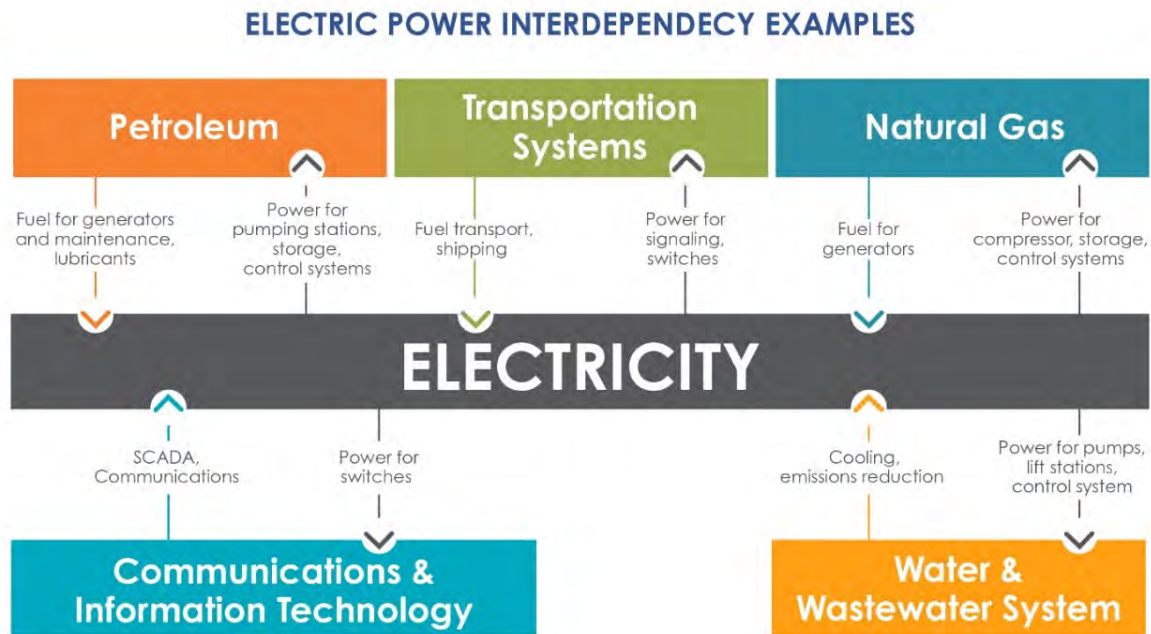 ELECTRIC POWER INTERDEPENDECY EXAMPLES
Petroleum
Transportation
Systems
Natural Gas
Fuel for generators
and maintenance,
lubricants
Power for
pumping stations,
storage,
control systems
Fuel transport,
shipping
Power for
signaling,
switches
Fuel for
generators
Power for
compressor, storage,
control systems
ELECTRICITY
SCADA,
Communications
Power for
switches
Cooling,
emissions reduction
Power for pumps,
lift stations,
control system
Communications &
Information Technology
Water &
Wastewater System